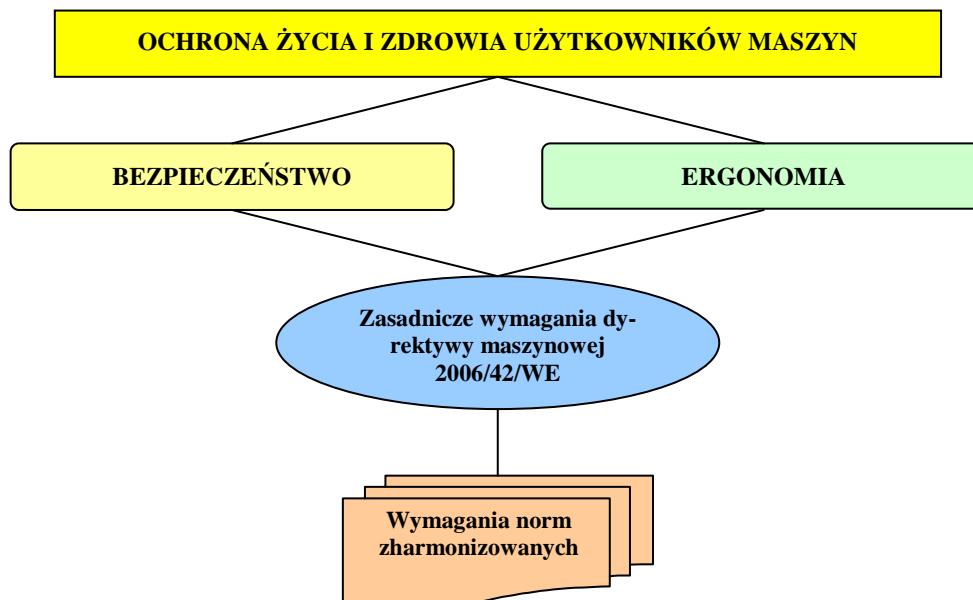 OCHRONA ŻYCIA I ZDROWIA UŻYTKOWNIKÓW MASZYN
BEZPIECZEŃSTWO
ERGONOMIA
Zasadnicze wymagania dy-
rektywy maszynowej
2006/42/WE
Wymagania norm
zharmonizowanych